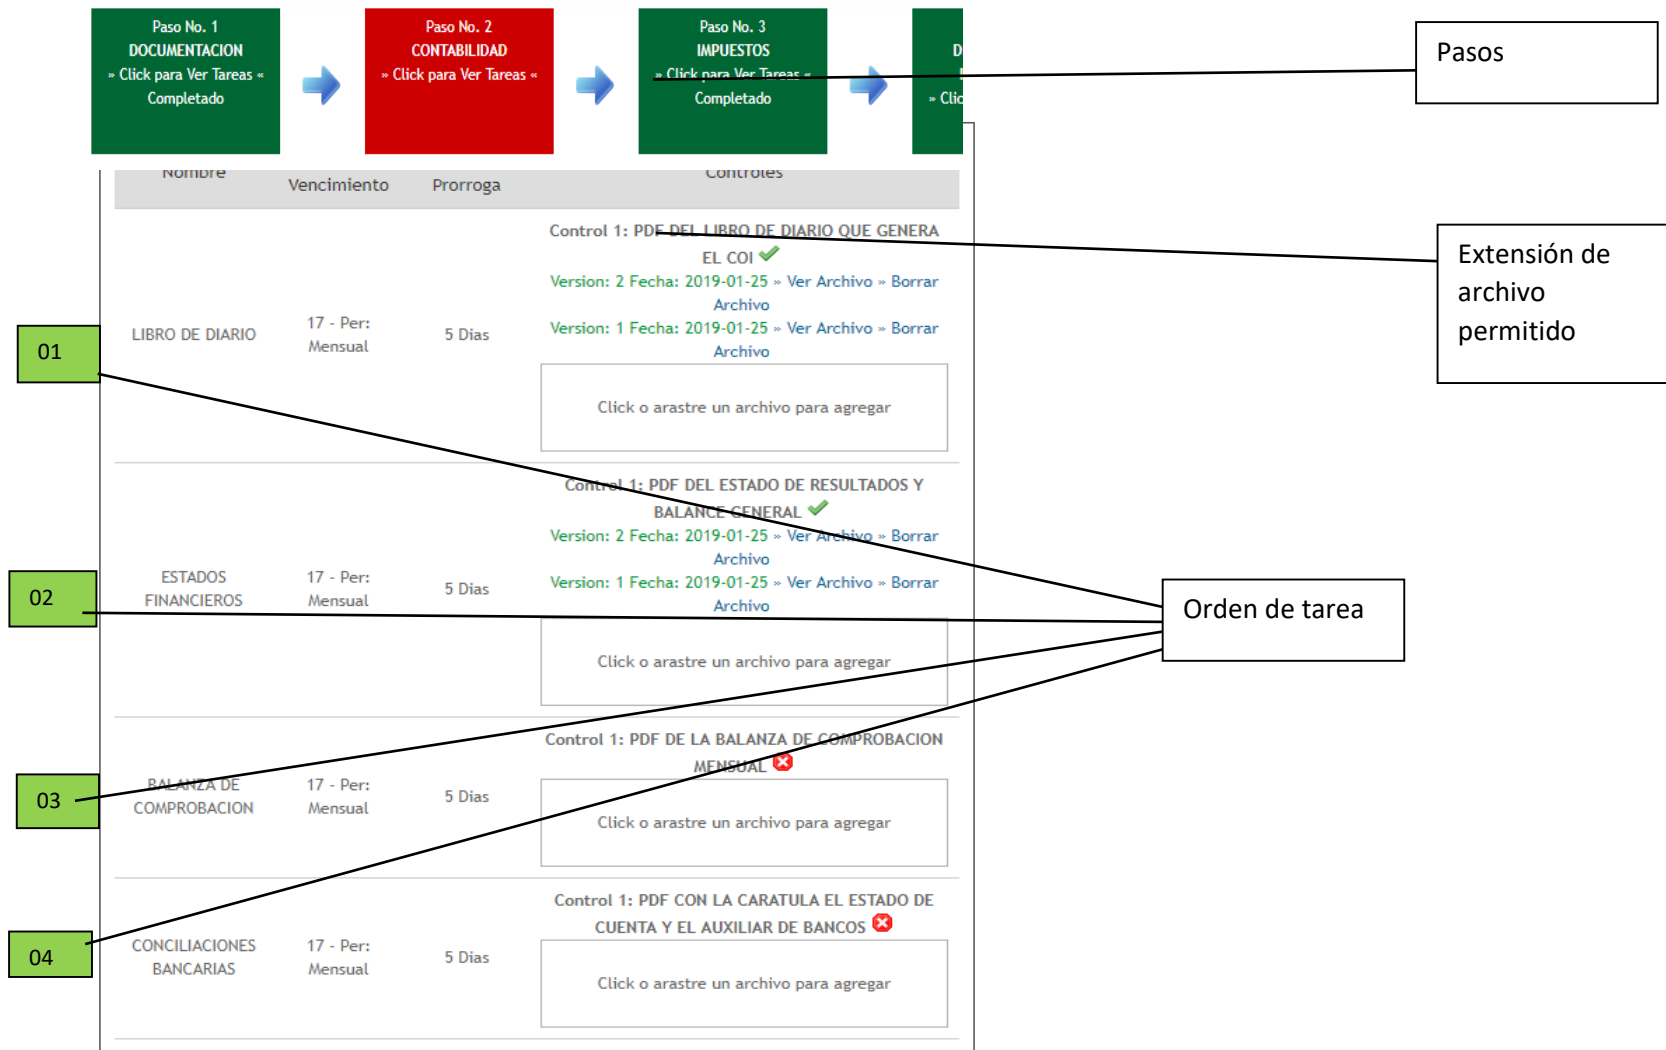 Paso No. 1
DOCUMENTACION
» Click para Ver Tareas «
Completado
Paso No. 2
CONTABILIDAD
» Click para Ver Tareas «
Paso No. 3
IMPUESTOS
» Click para Ver Tareas «
Completado
D
» Clic
Pasos
Nombre
Vencimiento
Prorroga
Controles
Extensión de
archivo
permitido
01
LIBRO DE DIARIO
17 - Per:
Mensual
5 Dias
Control 1: PDF DEL LIBRO DE DIARIO QUE GENERA
EL COI
Version: 2 Fecha: 2019-01-25 » Ver Archivo » Borrar
Archivo
Version: 1 Fecha: 2019-01-25 » Ver Archivo » Borrar
Archivo
Click o arastre un archivo para agregar
02
ESTADOS
FINANCIEROS
17 - Per:
Mensual
5 Dias
Control 1: PDF DEL ESTADO DE RESULTADOS Y
BALANCE GENERAL
Version: 2 Fecha: 2019-01-25 » Ver Archivo » Borrar
Archivo
Version: 1 Fecha: 2019-01-25 » Ver Archivo » Borrar
Archivo
Click o arastre un archivo para agregar
Orden de tarea
03
BALANZA DE
COMPROBACION
17 - Per:
Mensual
5 Dias
Control 1: PDF DE LA BALANZA DE COMPROBACION
MENSUAL
Click o arastre un archivo para agregar
04
CONCILIACIONES
BANCARIAS
17 - Per:
Mensual
5 Dias
Control 1: PDF CON LA CARATULA EL ESTADO DE
CUENTA Y EL AUXILIAR DE BANCOS
Click o arastre un archivo para agregar